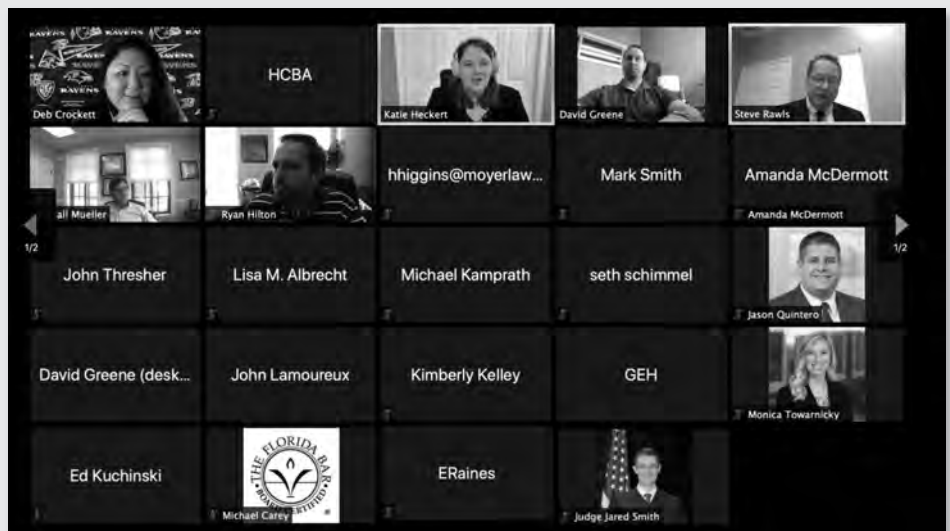 RAVENS
RAVENS
RAVENS
Deb Crockett
HCBA
Katie Heckert
David Greene
Steve Rawls
all Mueller
Ryan Hilton
hhiggins@moyerlaw...
Mark Smith
Amanda McDermott
Amanda McDermott
1/2
1/2
John Thresher
Lisa M. Albrecht
Michael Kamprath
seth schimmel
Jason Quintero
David Greene (desk...
John Lamoureux
Kimberly Kelley
GEH
Monica Towarnicky
Ed Kuchinski
THE FLORIDA BAR
BOARD CERTIFIED
Michael Carey
ERaines
Judge Jared Smith